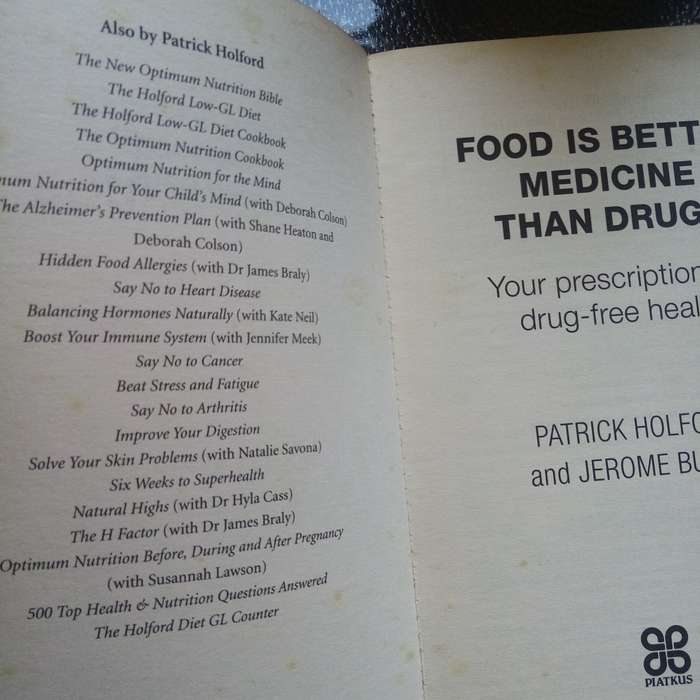 Also by Patrick Holford
The New Optimum Nutrition Bible
The Holford Low-GL Diet
The Holford Low-GL Diet Cookbook
The Optimum Nutrition Cookbook
Optimum Nutrition for the Mind
mum Nutrition for Your Child's Mind (with Deborah Colson)
The Alzheimer's Prevention Plan (with Shane Heaton and
Deborah Colson)
Hidden Food Allergies (with Dr James Braly)
Say No to Heart Disease
Balancing Hormones Naturally (with Kate Neil)
Boost Your Immune System (with Jennifer Meek)
Say No to Cancer
Beat Stress and Fatigue
Say No to Arthritis
Improve Your Digestion
Solve Your Skin Problems (with Natalie Savona)
Six Weeks to Superhealth
Natural Highs (with Dr Hyla Cass)
The H Factor (with Dr James Braly)
Optimum Nutrition Before, During and After Pregnancy
(with Susannah Lawson)
500 Top Health & Nutrition Questions Answered
The Holford Diet GL Counter
FOOD IS BETT
MEDICINE
THAN DRUG
Your prescription
drug-free heal
PATRICK HOLFO
and JEROME BU
PIATKUS